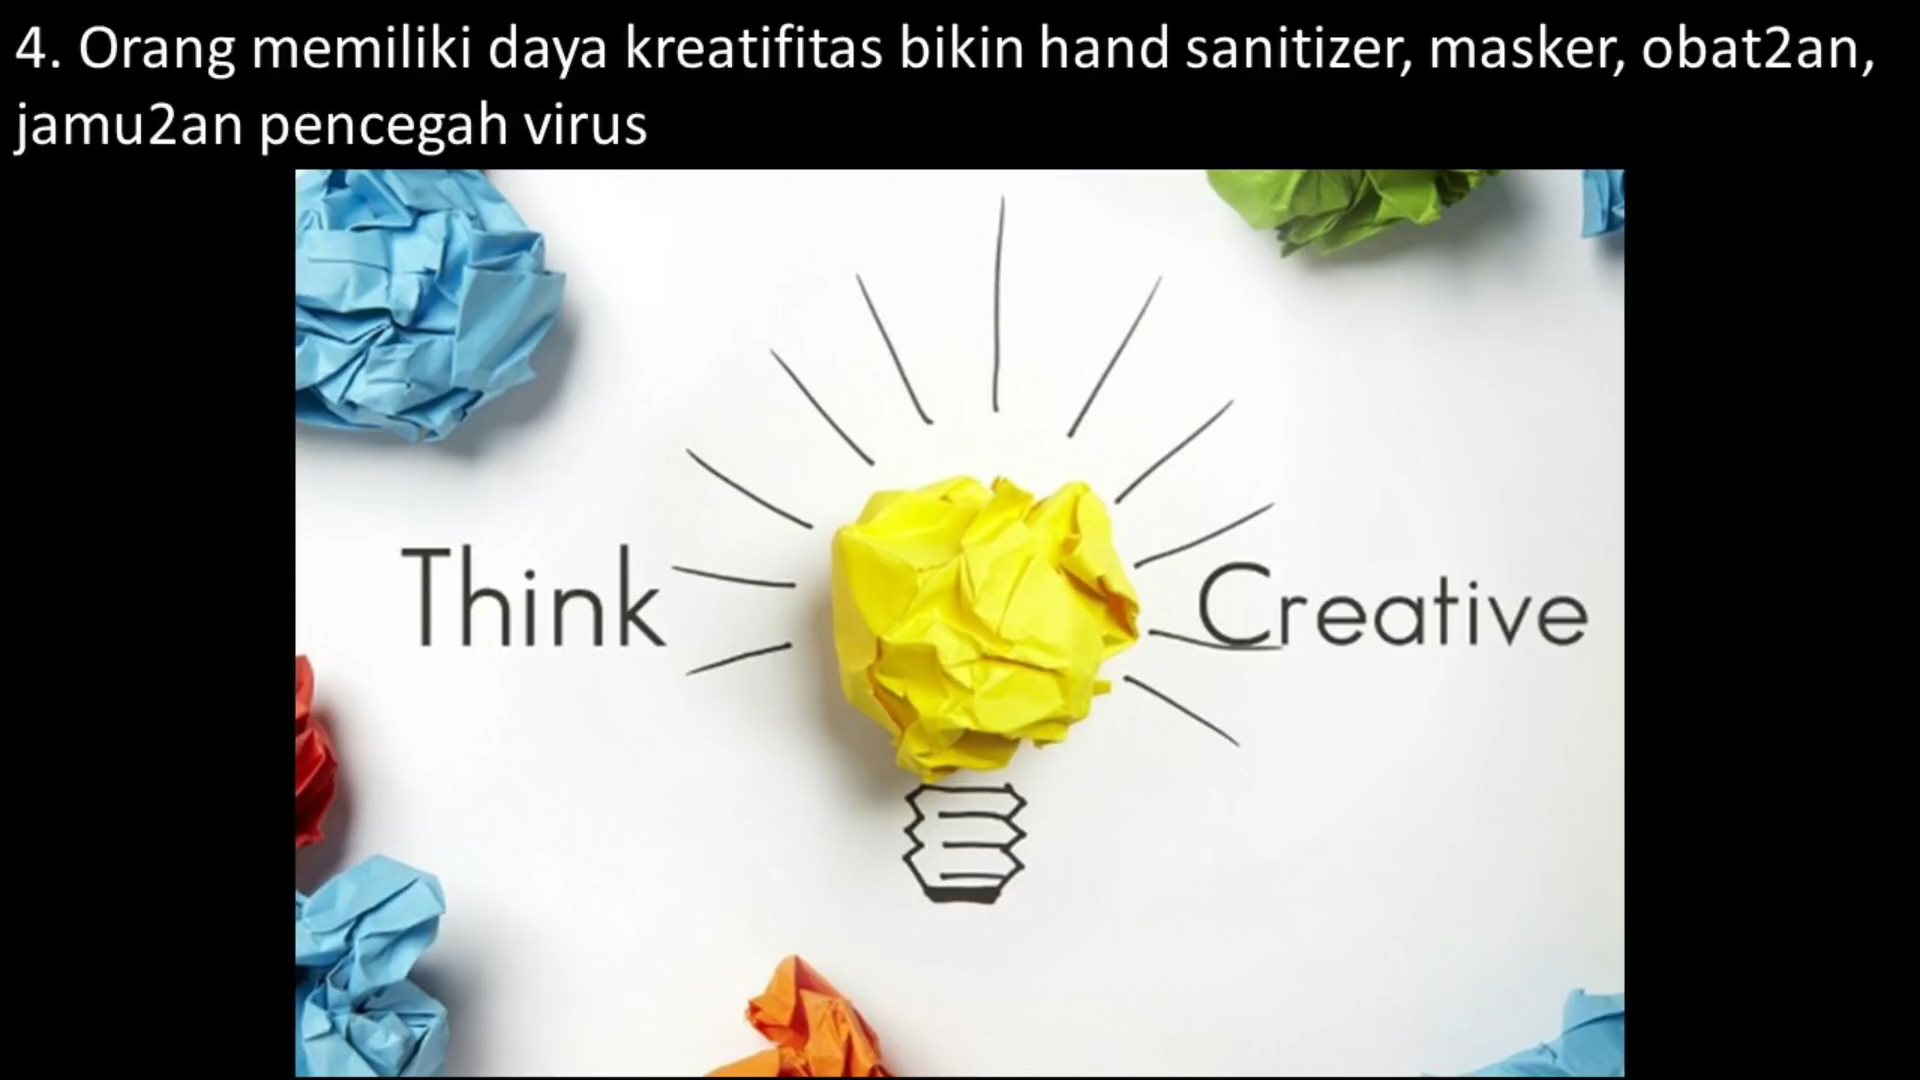 4. Orang memiliki daya kreatifitas bikin hand sanitizer, masker, obat2an,
jamu2an pencegah virus
Think Creative